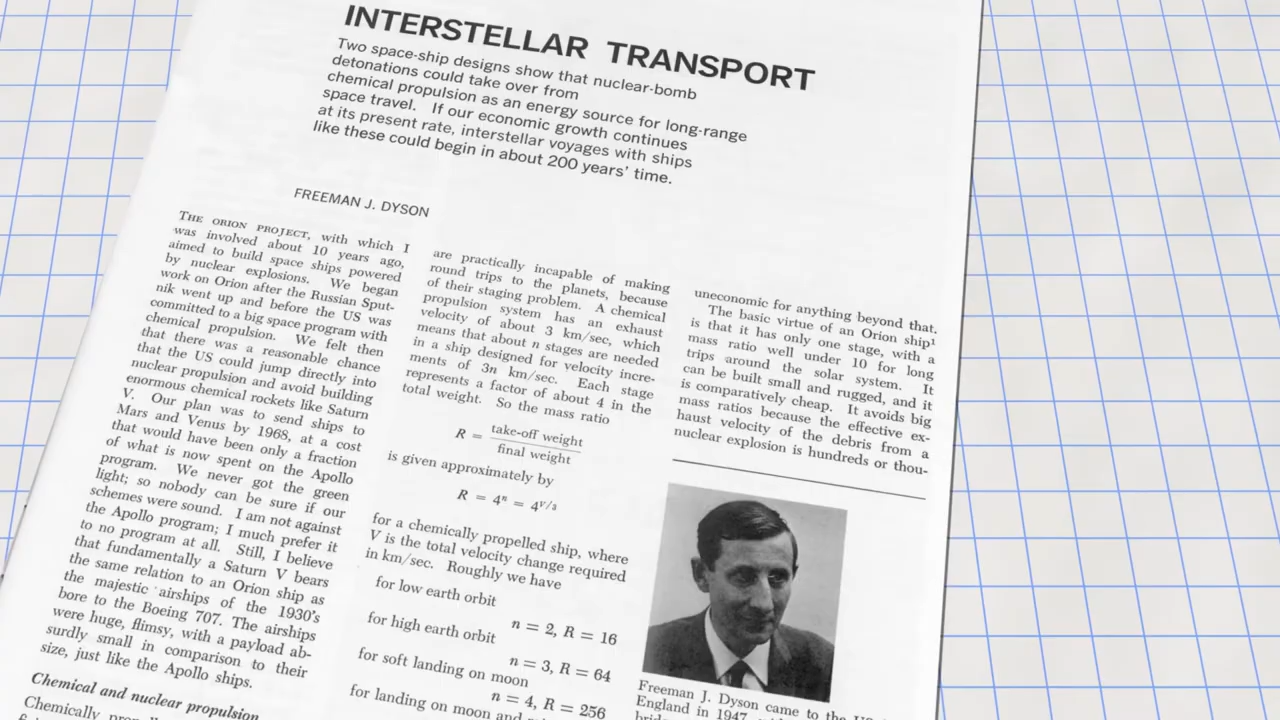 INTERSTELLAR TRANSPORT
Two space-ship designs show that nuclear-bomb
detonations could take over from
chemical propulsion as an energy source for long-range
space travel. If our economic growth continues
at its present rate, interstellar voyages with ships
like these could begin in about 200 years' time.
FREEMAN J. DYSON
THE ORION PROJECT, with which I
was involved about 10 years ago,
aimed to build space ships powered
by nuclear explosions. We began
work on Orion after the Russian Sput-
nik went up and before the US was
committed to a big space program with
chemical propulsion. We felt then
that there was a reasonable chance
that the US could jump directly into
nuclear propulsion and avoid building
enormous chemical rockets like Saturn
V. Our plan was to send ships to
Mars and Venus by 1968, at a cost
that would have been only a fraction
of what is now spent on the Apollo
program. We never got the green
light; so nobody can be sure if our
schemes were sound. I am not against
the Apollo program; I much prefer it
to no program at all. Still, I believe
that fundamentally a Saturn V bears
the same relation to an Orion ship as
the majestic airships of the 1930's
bore to the Boeing 707. The airships
were huge, flimsy, with a payload ab-
surdly small in comparison to their
size, just like the Apollo ships.
Chemical and nuclear propulsion
Chemically
are practically incapable of making
round trips to the planets, because
of their staging problem. A chemical
propulsion system has an exhaust
velocity of about 3 km/sec, which
means that about n stages are needed
in a ship designed for velocity incre-
ments of 3n km/sec. Each stage
represents a factor of about 4 in the
total weight. So the mass ratio
R = take-off weight / final weight
is given approximately by
R = 4ⁿ = 4^V/3
for a chemically propelled ship, where
V is the total velocity change required
in km/sec. Roughly we have
for low earth orbit
n = 2, R = 16
for high earth orbit
n = 3, R = 64
for soft landing on moon
n = 4, R = 256
for landing on moon and
uneconomic for anything beyond that.
The basic virtue of an Orion ship¹
is that it has only one stage, with a
mass ratio well under 10 for long
trips around the solar system. It
can be built small and rugged, and it
is comparatively cheap. It avoids big
mass ratios because the effective ex-
haust velocity of the debris from a
nuclear explosion is hundreds or thou-
Freeman J. Dyson came to the
England in 1947,